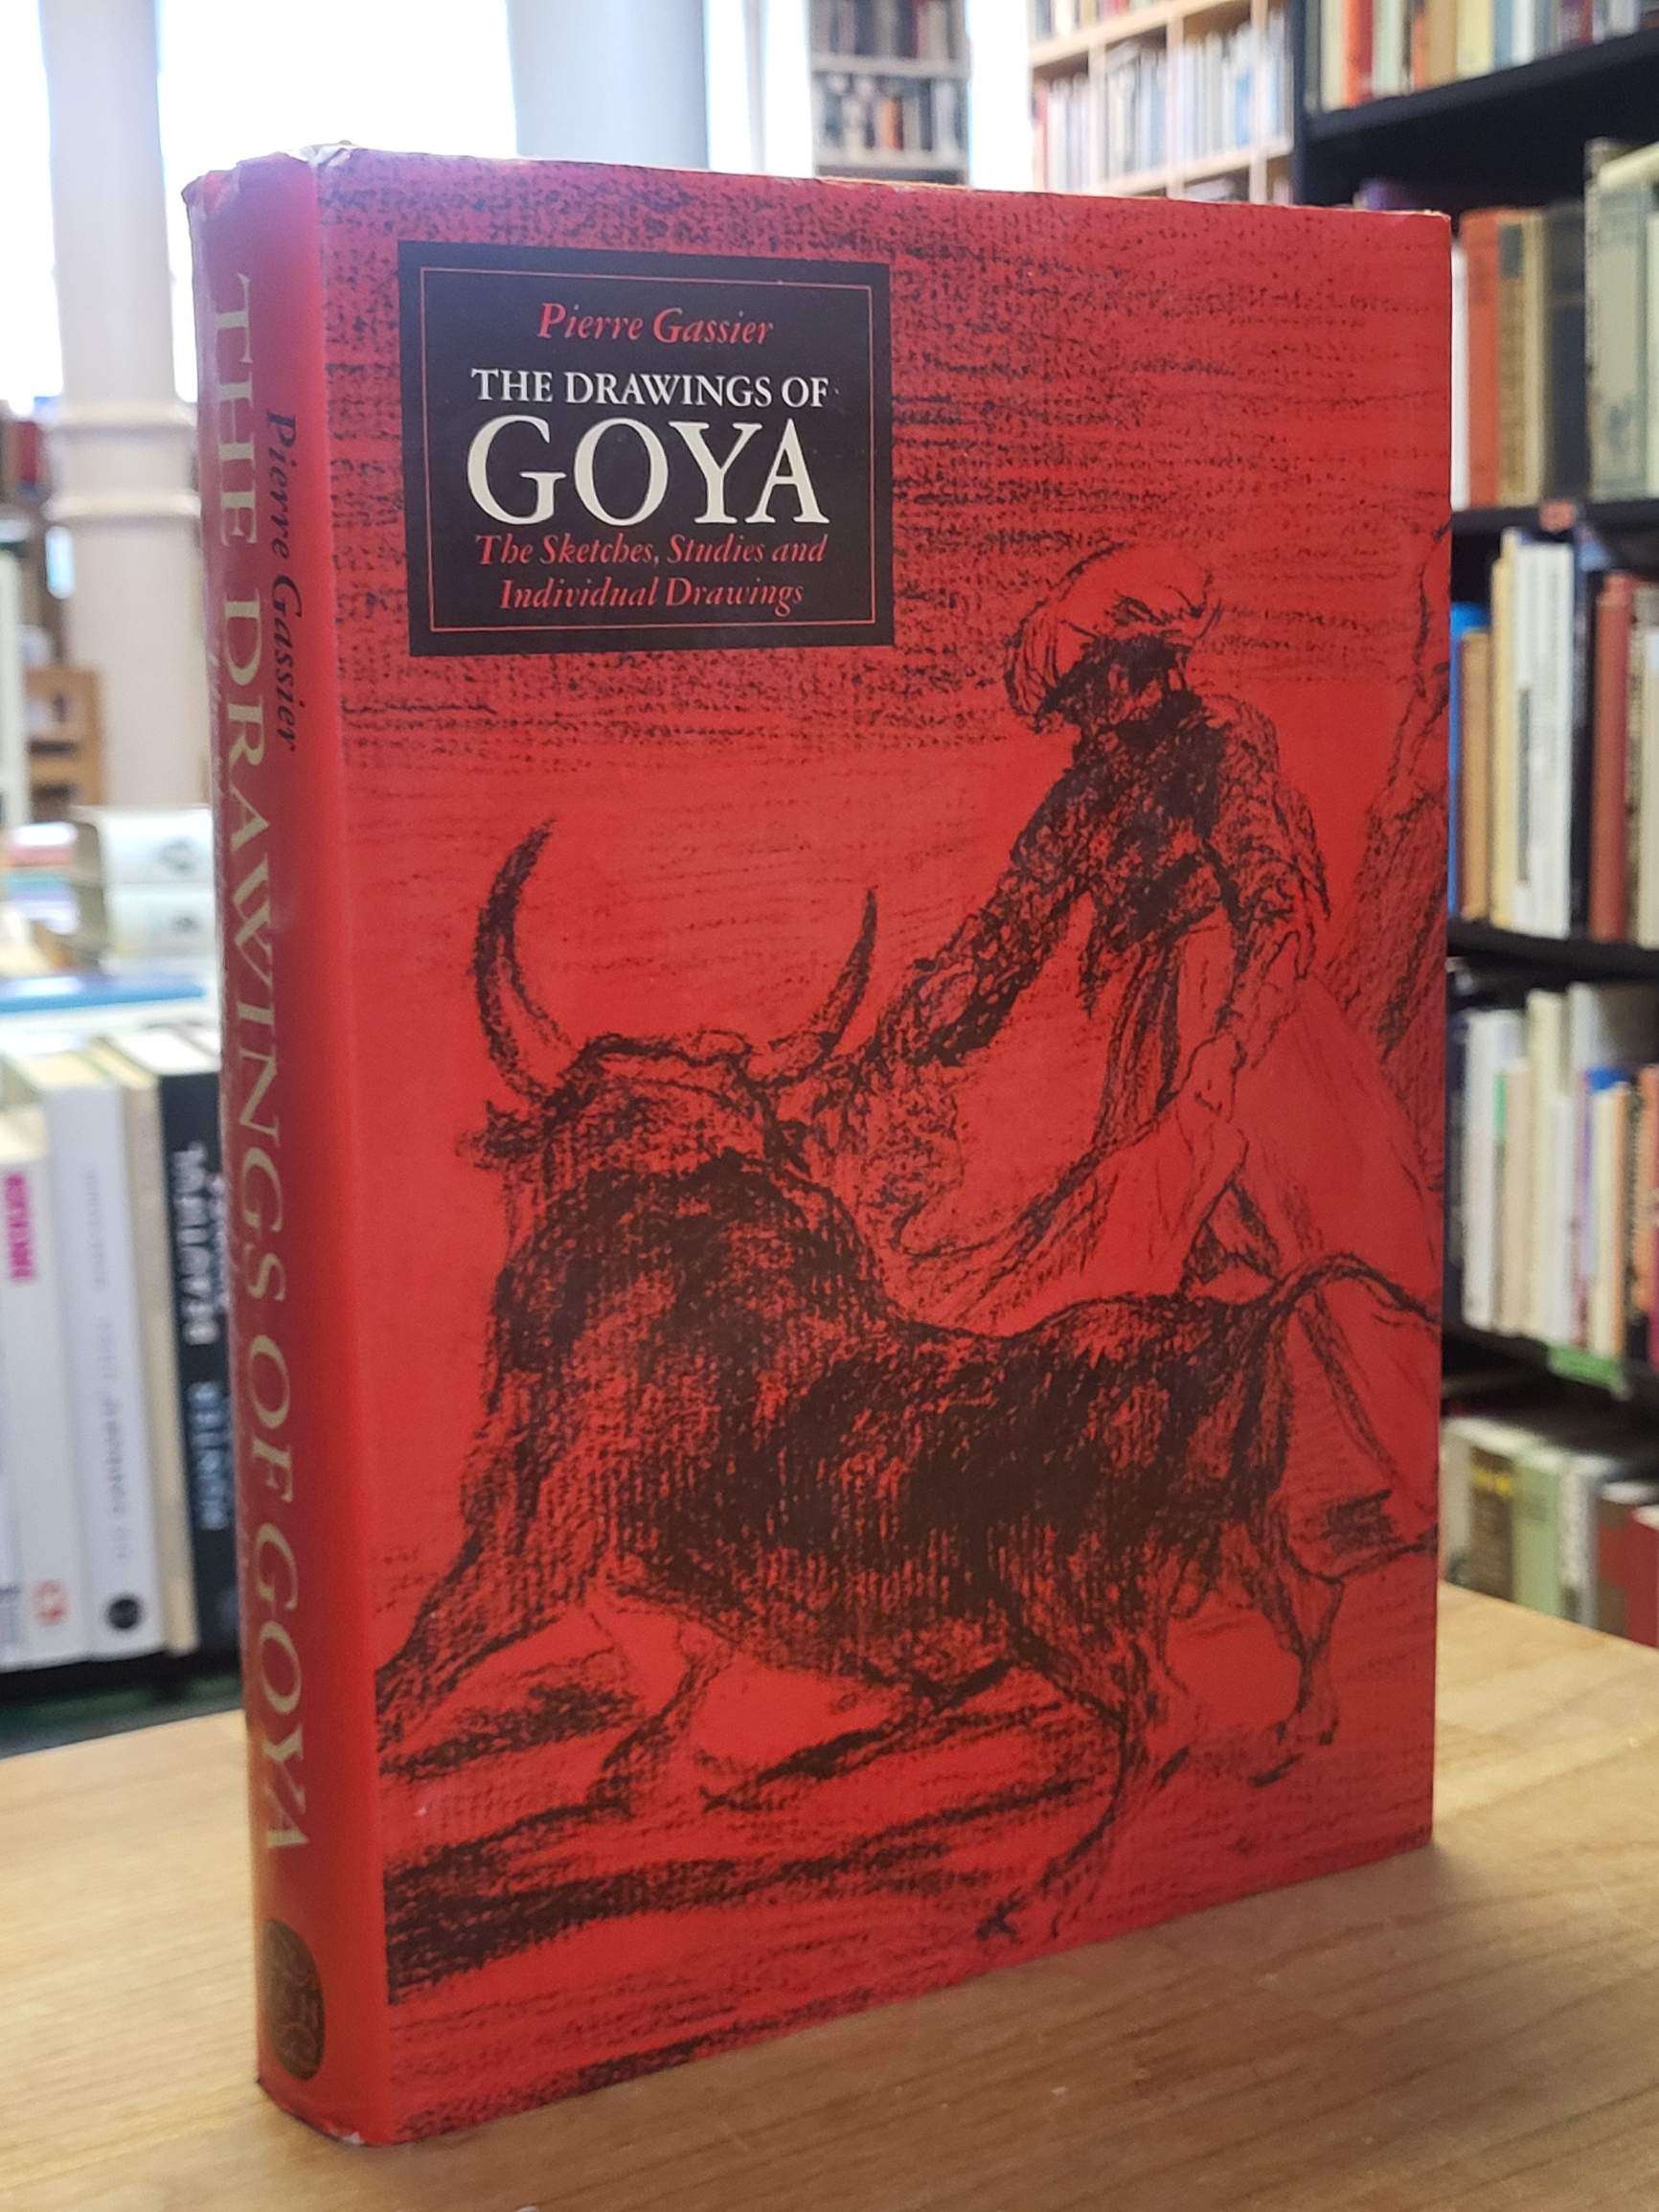 Pierre Gassier
THE DRAWINGS OF
GOYA
The Sketches, Studies and
Individual Drawings
Pierre Gassier
THE DRAWINGS OF GOYA